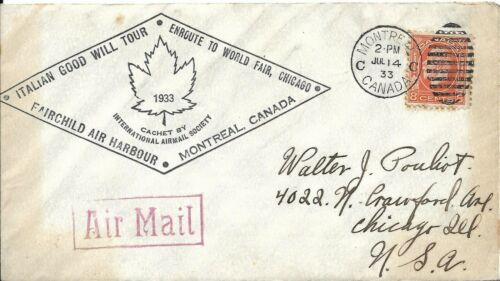 ITALIAN GOOD WILL TOUR
ENRGUTE TO WORLD FAIR, CHICAGO
1933
CACHET BY
INTERNATIONAL AIRMAIL SOCIETY
FAIRCHILD AIR HARBOUR
MONTREAL, CANADA
MONTREAL
2-PM
C JUL 14 C
33
CANADA
8 CENTS
Walter J. Pouliot.
4022. N. Crawford Ave.
Chicago Ill.
U. S. a.
Air Mail